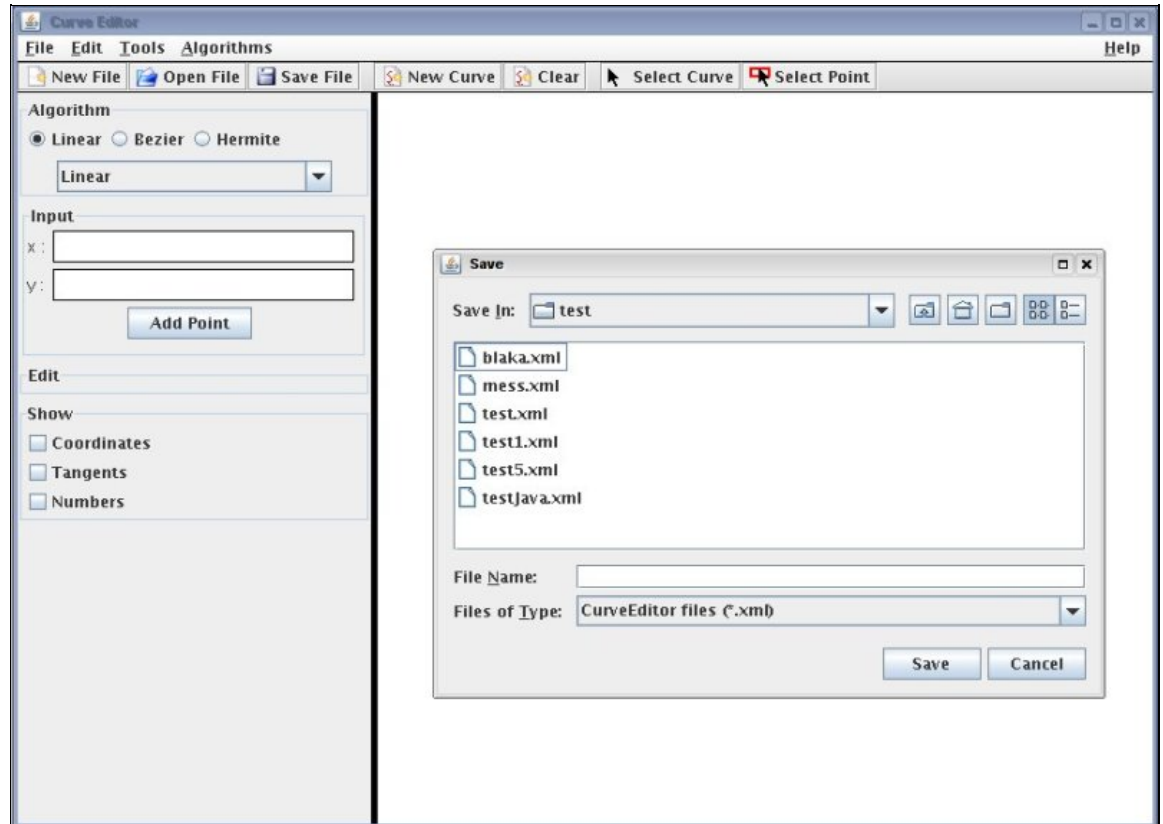 Curve Editor
File Edit Tools Algorithms Help
New File Open File Save File New Curve Clear Select Curve Select Point
Algorithm
Linear Bezier Hermite
Linear
Input
x:
y:
Add Point
Edit
Show
Coordinates
Tangents
Numbers
Save
Save In: test
blaka.xml
mess.xml
test.xml
test1.xml
test5.xml
testJava.xml
File Name:
Files of Type: CurveEditor files (*.xml)
Save Cancel